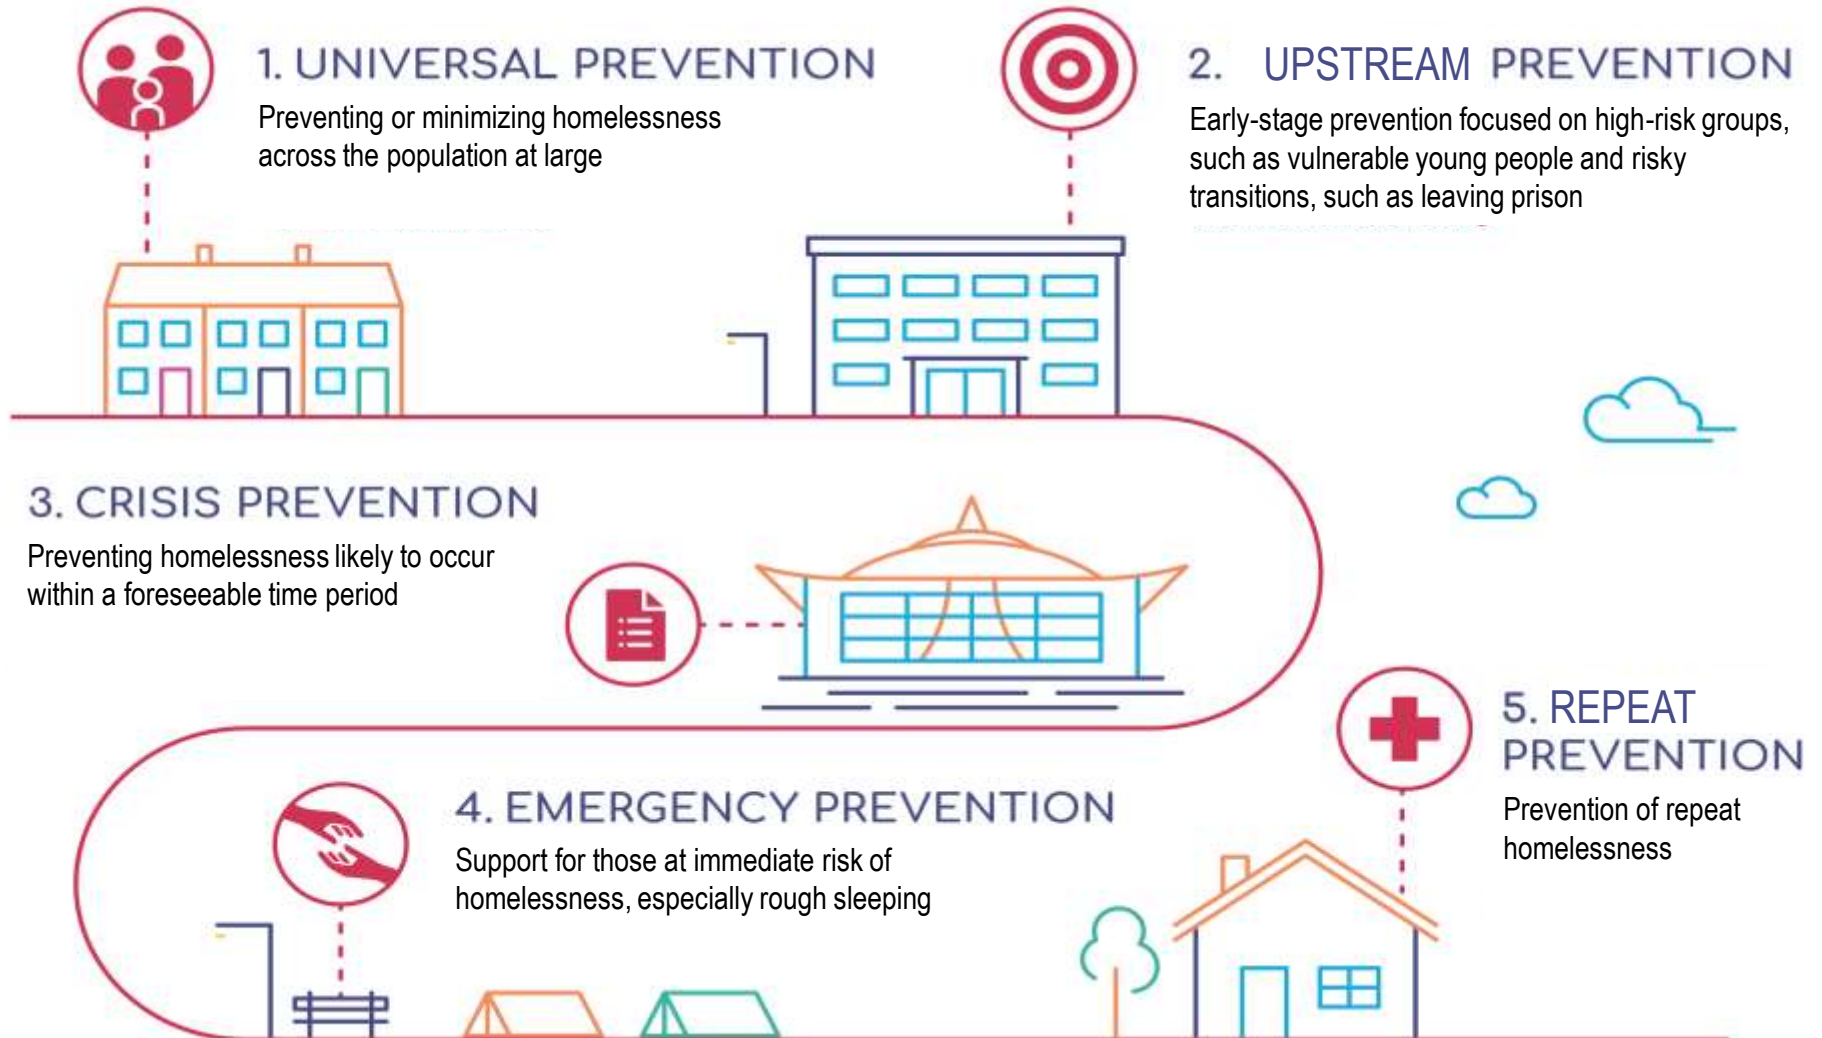 1. UNIVERSAL PREVENTION
Preventing or minimizing homelessness
across the population at large
2. UPSTREAM PREVENTION
Early-stage prevention focused on high-risk groups,
such as vulnerable young people and risky
transitions, such as leaving prison
3. CRISIS PREVENTION
Preventing homelessness likely to occur
within a foreseeable time period
4. EMERGENCY PREVENTION
Support for those at immediate risk of
homelessness, especially rough sleeping
5. REPEAT
PREVENTION
Prevention of repeat
homelessness